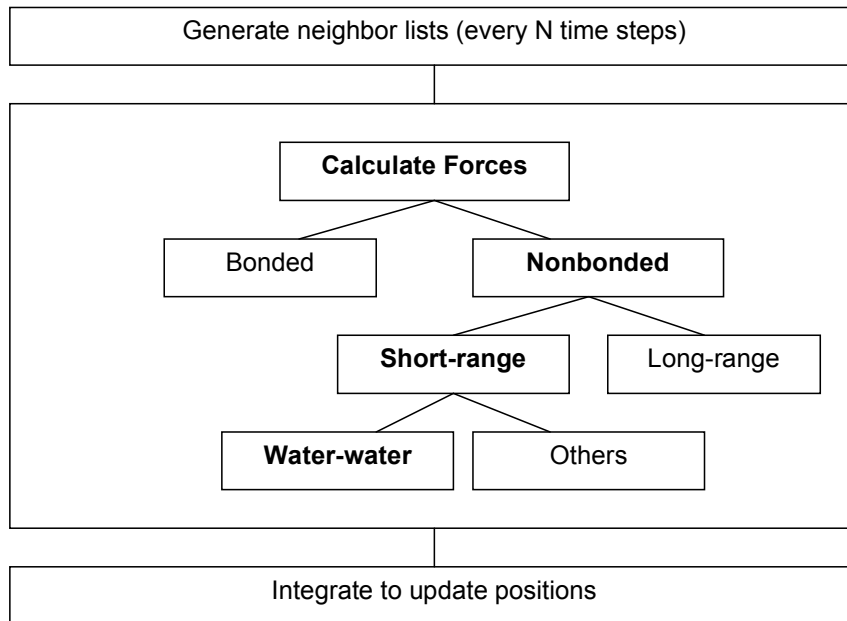 Generate neighbor lists (every N time steps)
Calculate Forces
Bonded
Nonbonded
Short-range
Long-range
Water-water
Others
Integrate to update positions